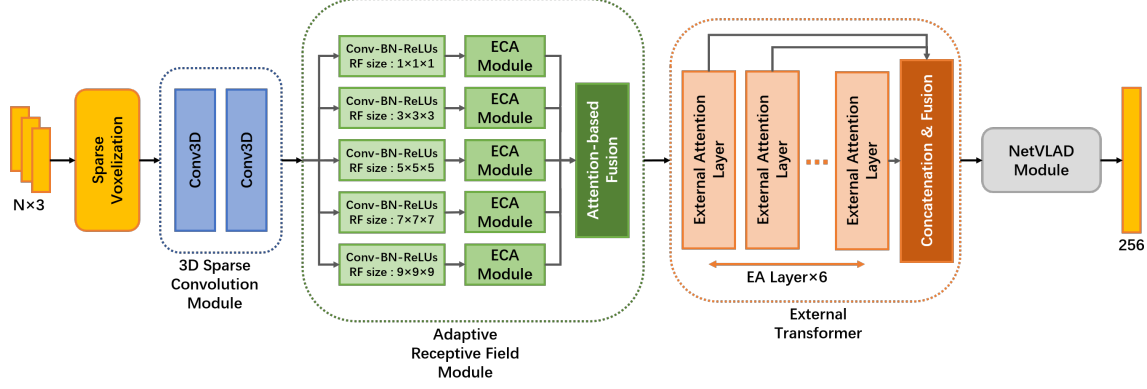 N×3
Sparse
Voxelization
Conv3D
Conv3D
3D Sparse
Convolution
Module
Conv-BN-ReLUs
RF size : 1×1×1
ECA
Module
Conv-BN-ReLUs
RF size : 3×3×3
ECA
Module
Conv-BN-ReLUs
RF size : 5×5×5
ECA
Module
Conv-BN-ReLUs
RF size : 7×7×7
ECA
Module
Conv-BN-ReLUs
RF size : 9×9×9
ECA
Module
Attention-based
Fusion
Adaptive
Receptive Field
Module
External Attention
Layer
External Attention
Layer
...
External Attention
Layer
Concatenation & Fusion
EA Layer×6
External
Transformer
NetVLAD
Module
256